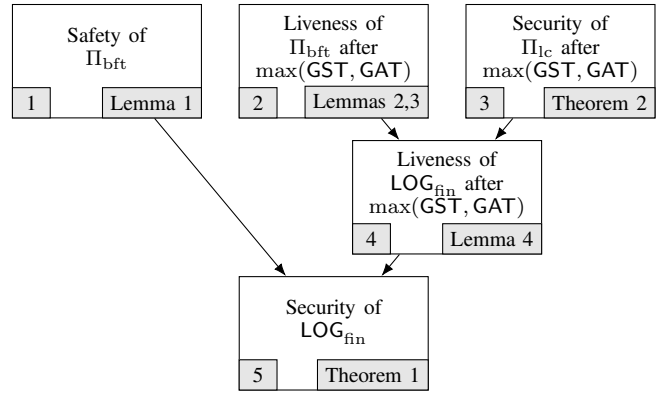 Safety of
Π_bft
1
Lemma 1
Liveness of
Π_bft after
max(GST, GAT)
2
Lemmas 2,3
Security of
Π_lc after
max(GST, GAT)
3
Theorem 2
Liveness of
LOG_fin after
max(GST, GAT)
4
Lemma 4
Security of
LOG_fin
5
Theorem 1